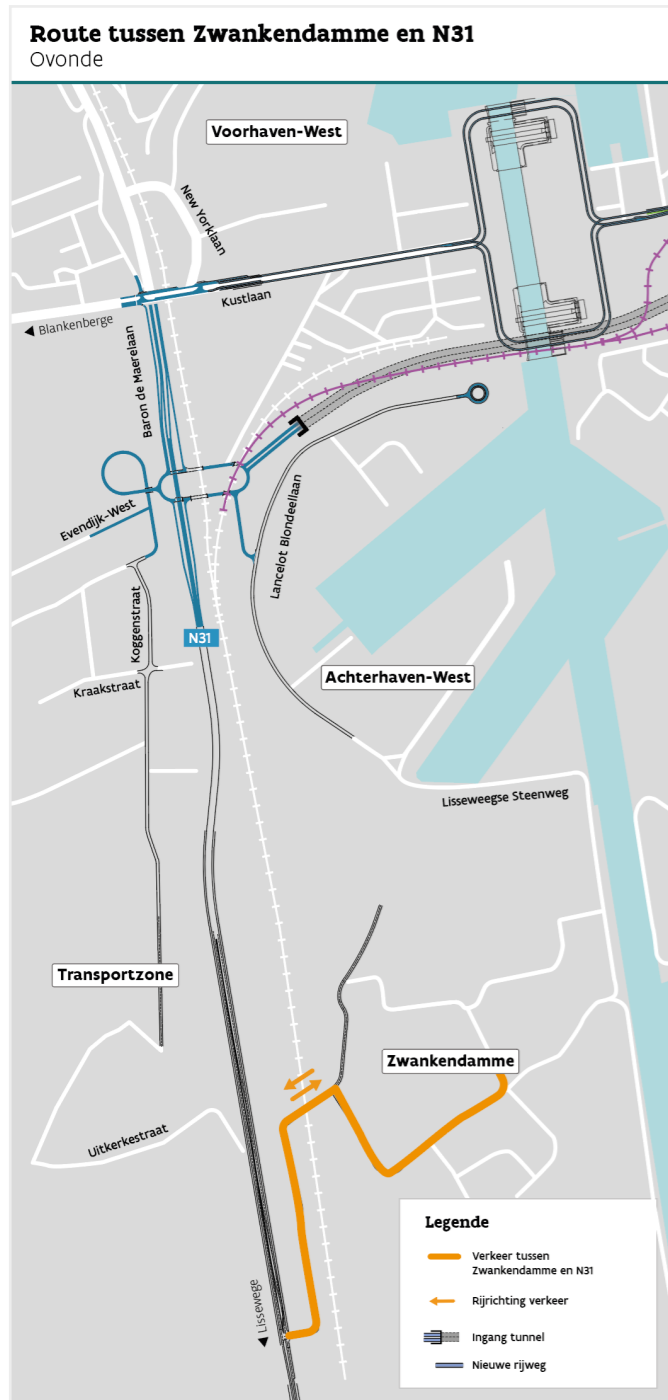 Route tussen Zwankendamme en N31
Ovonde
Voorhaven-West
New Yorklaan
Kustlaan
Blankenberge
Baron de Maerelaan
Evendijk-West
Lancelot Blondeellaan
Koggenstraat
N31
Kraakstraat
Achterhaven-West
Lisseweegse Steenweg
Transportzone
Zwankendamme
Uitkerkestraat
Lissewege
Legende
Verkeer tussen
Zwankendamme en N31
Rijrichting verkeer
Ingang tunnel
Nieuwe rijweg